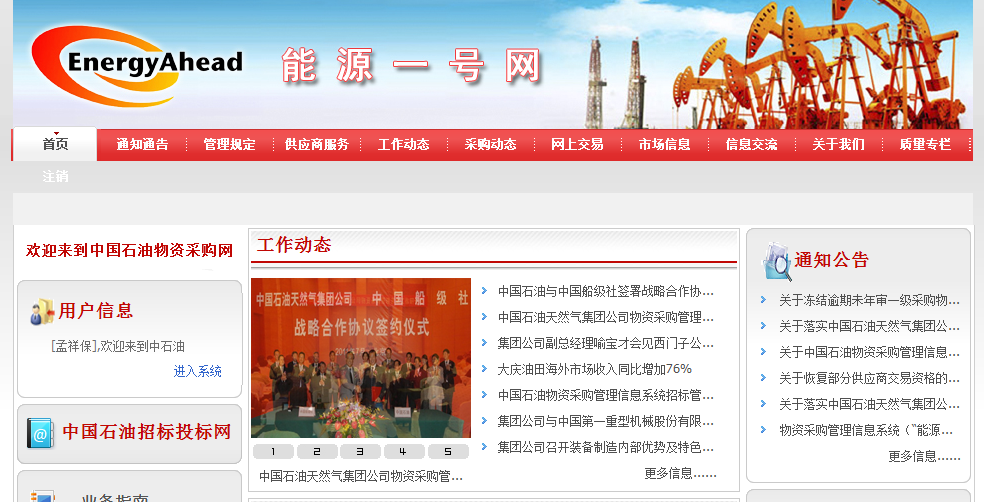 EnergyAhead
能源一号网
首页 通知通告 管理规定 供应商服务 工作动态 采购动态 网上交易 市场信息 信息交流 关于我们 质量专栏
注销
欢迎来到中国石油物资采购网
用户信息
[孟祥保],欢迎来到中石油
进入系统
中国石油招标投标网
业务指南
工作动态
中国石油天然气集团公司 中国船级社
战略合作协议签约仪式
1 2 3 4 5
中国石油天然气集团公司物资采购管...
中国石油与中国船级社签署战略合作协...
中国石油天然气集团公司物资采购管理...
集团公司副总经理喻宝才会见西门子公...
大庆油田海外市场收入同比增加76%
中国石油物资采购管理信息系统招标管...
集团公司与中国第一重型机械股份有限...
集团公司召开装备制造内部优势及特色...
更多信息......
通知公告
关于冻结逾期未年审一级采购物...
关于落实中国石油天然气集团公...
关于中国石油物资采购管理信息...
关于恢复部分供应商交易资格的...
关于落实中国石油天然气集团公...
物资采购管理信息系统（“能源...
更多信息......